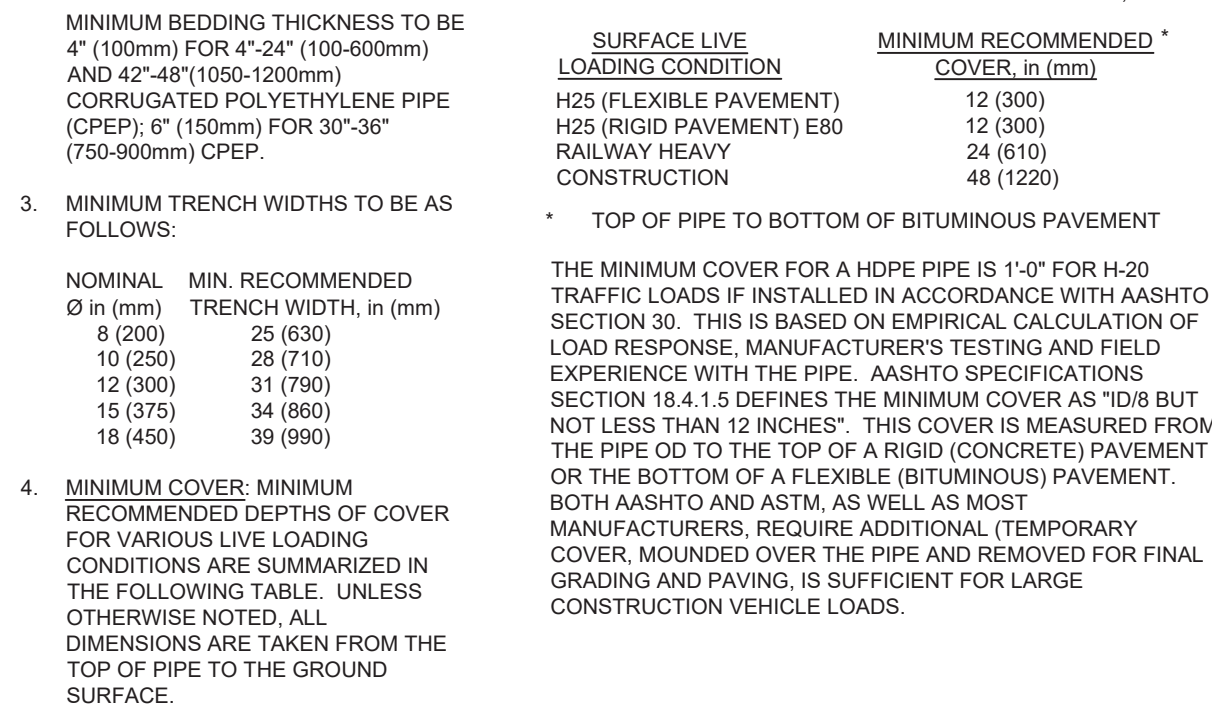 MINIMUM BEDDING THICKNESS TO BE
4" (100mm) FOR 4"-24" (100-600mm)
AND 42"-48"(1050-1200mm)
CORRUGATED POLYETHYLENE PIPE
(CPEP); 6" (150mm) FOR 30"-36"
(750-900mm) CPEP.
3. MINIMUM TRENCH WIDTHS TO BE AS
FOLLOWS:
NOMINAL MIN. RECOMMENDED
Ø in (mm) TRENCH WIDTH, in (mm)
8 (200) 25 (630)
10 (250) 28 (710)
12 (300) 31 (790)
15 (375) 34 (860)
18 (450) 39 (990)
4. MINIMUM COVER: MINIMUM
RECOMMENDED DEPTHS OF COVER
FOR VARIOUS LIVE LOADING
CONDITIONS ARE SUMMARIZED IN
THE FOLLOWING TABLE. UNLESS
OTHERWISE NOTED, ALL
DIMENSIONS ARE TAKEN FROM THE
TOP OF PIPE TO THE GROUND
SURFACE.
SURFACE LIVE MINIMUM RECOMMENDED *
LOADING CONDITION COVER, in (mm)
H25 (FLEXIBLE PAVEMENT) 12 (300)
H25 (RIGID PAVEMENT) E80 12 (300)
RAILWAY HEAVY 24 (610)
CONSTRUCTION 48 (1220)
* TOP OF PIPE TO BOTTOM OF BITUMINOUS PAVEMENT
THE MINIMUM COVER FOR A HDPE PIPE IS 1'-0" FOR H-20
TRAFFIC LOADS IF INSTALLED IN ACCORDANCE WITH AASHTO
SECTION 30. THIS IS BASED ON EMPIRICAL CALCULATION OF
LOAD RESPONSE, MANUFACTURER'S TESTING AND FIELD
EXPERIENCE WITH THE PIPE. AASHTO SPECIFICATIONS
SECTION 18.4.1.5 DEFINES THE MINIMUM COVER AS "ID/8 BUT
NOT LESS THAN 12 INCHES". THIS COVER IS MEASURED FROM
THE PIPE OD TO THE TOP OF A RIGID (CONCRETE) PAVEMENT
OR THE BOTTOM OF A FLEXIBLE (BITUMINOUS) PAVEMENT.
BOTH AASHTO AND ASTM, AS WELL AS MOST
MANUFACTURERS, REQUIRE ADDITIONAL (TEMPORARY
COVER, MOUNDED OVER THE PIPE AND REMOVED FOR FINAL
GRADING AND PAVING, IS SUFFICIENT FOR LARGE
CONSTRUCTION VEHICLE LOADS.